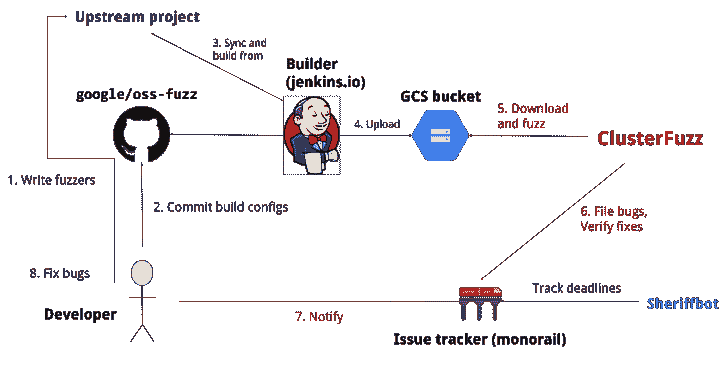 Upstream project
3. Sync and
build from
Builder
(jenkins.io)
google/oss-fuzz
GCS bucket
4. Upload
5. Download
and fuzz
ClusterFuzz
1. Write fuzzers
2. Commit build configs
6. File bugs,
Verify fixes
8. Fix bugs
Developer
7. Notify
Track deadlines
Sheriffbot
Issue tracker (monorail)